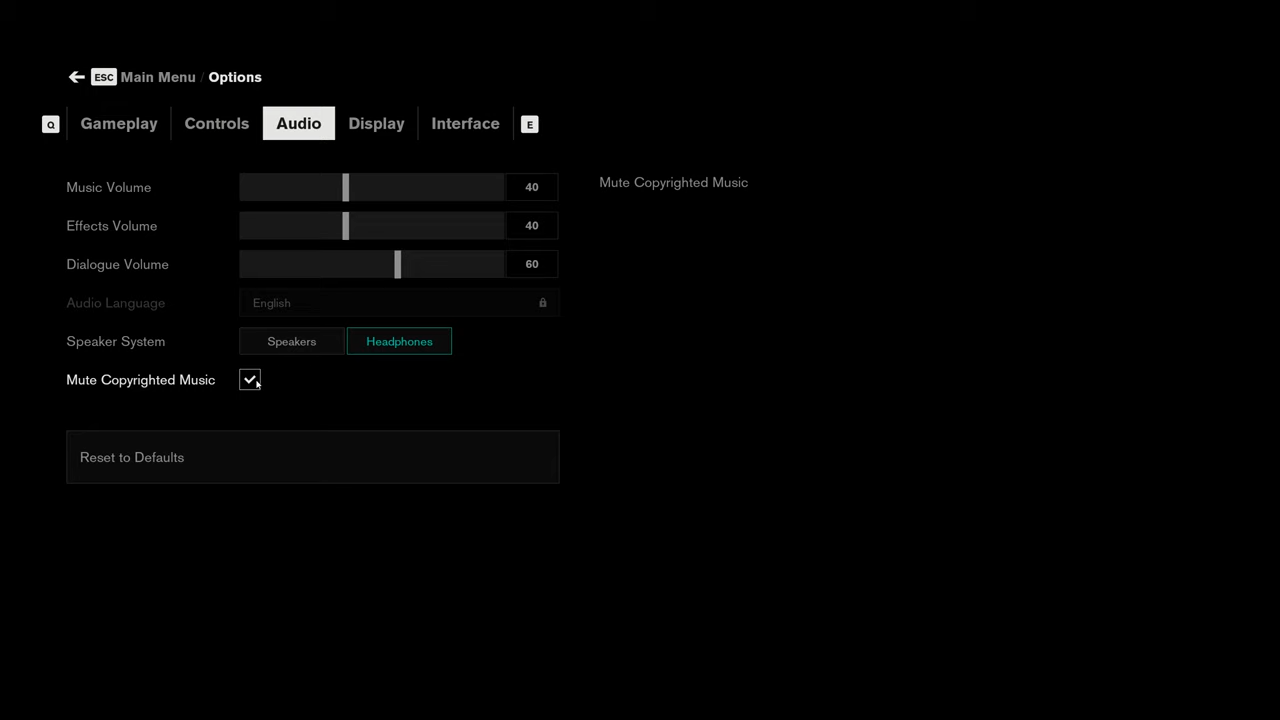 ESC Main Menu / Options
Q Gameplay Controls Audio Display Interface E
Music Volume 40
Mute Copyrighted Music
Effects Volume 40
Dialogue Volume 60
Audio Language English
Speaker System Speakers Headphones
Mute Copyrighted Music
Reset to Defaults